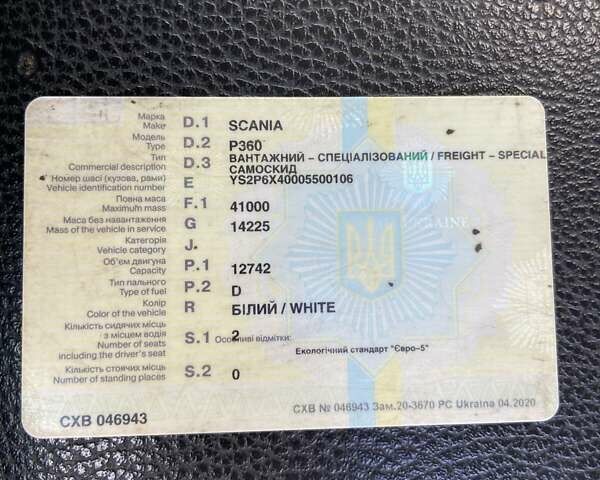 Марка D.1 SCANIA
Make
Модель D.2 P360
Type
Тип D.3 ВАНТАЖНИЙ – СПЕЦІАЛІЗОВАНИЙ / FREIGHT – SPECIAL
Commercial description САМОСКИД
Номер шасі (кузова, рами) E YS2P6X40005500106
Vehicle identification number
Повна маса F.1 41000
Maximum mass
Маса без навантаження G 14225
Mass of the vehicle in service
Категорія J.
Vehicle category
Об'єм двигуна P.1 12742
Capacity
Тип пального P.2 D
Type of fuel
Колір R БІЛИЙ / WHITE
Color of the vehicle
Кількість сидячих місць
з місцем водія S.1 2 Особливі відмітки:
Number of seats Екологічний стандарт "Євро-5"
including the driver's seat
Кількість стоячих місць S.2 0
Number of standing places
СХВ 046943
СХВ № 046943 Зам.20-3670 РС Ukraina 04.2020